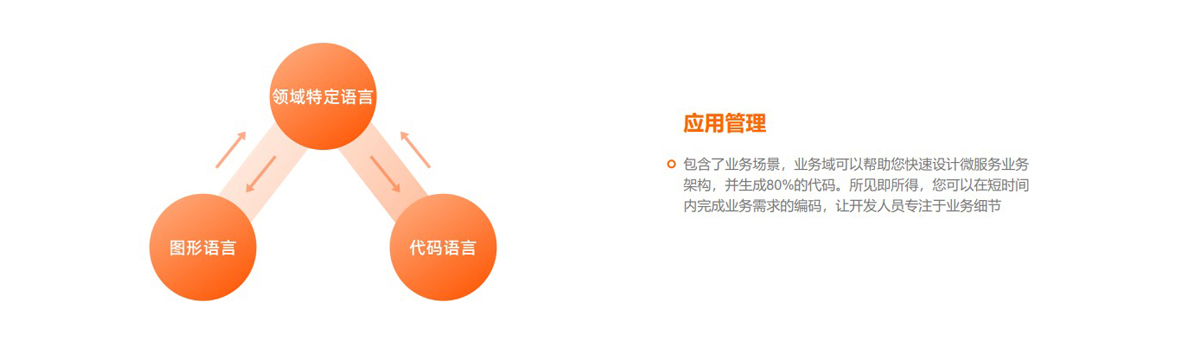 领域特定语言
图形语言
代码语言
应用管理
包含了业务场景，业务域可以帮助您快速设计微服务业务
架构，并生成80%的代码。所见即所得，您可以在短时间
内完成业务需求的编码，让开发人员专注于业务细节